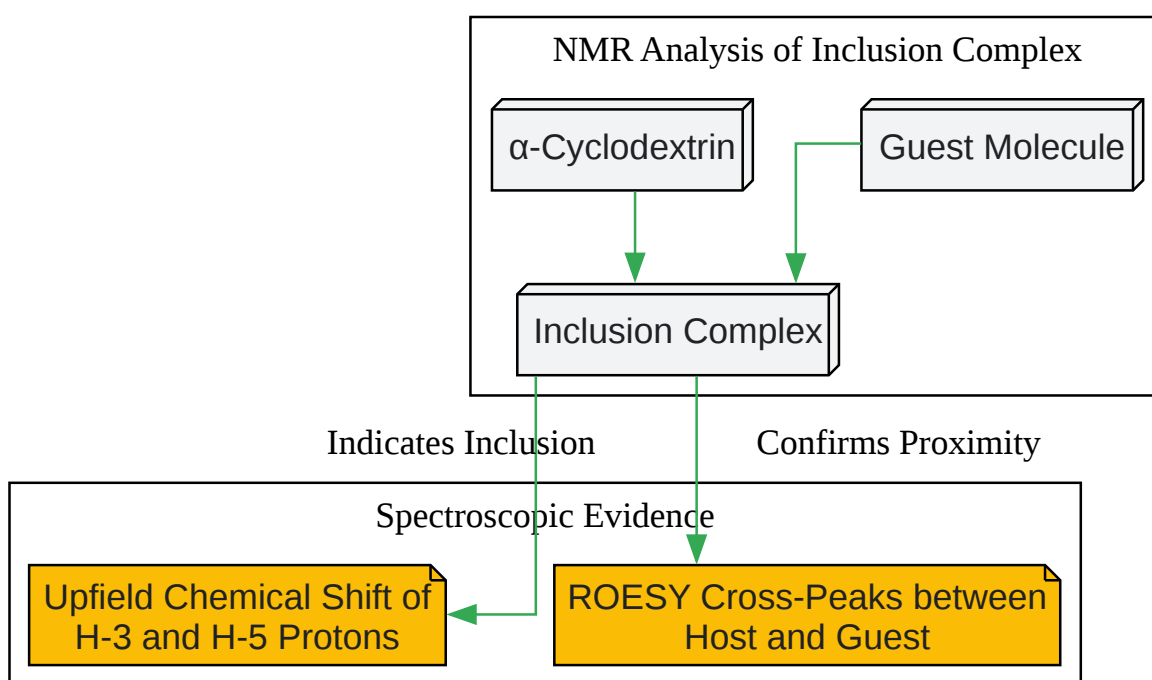 NMR Analysis of Inclusion Complex
α-Cyclodextrin
Guest Molecule
Inclusion Complex
Indicates Inclusion
Confirms Proximity
Spectroscopic Evidence
Upfield Chemical Shift of
H-3 and H-5 Protons
ROESY Cross-Peaks between
Host and Guest